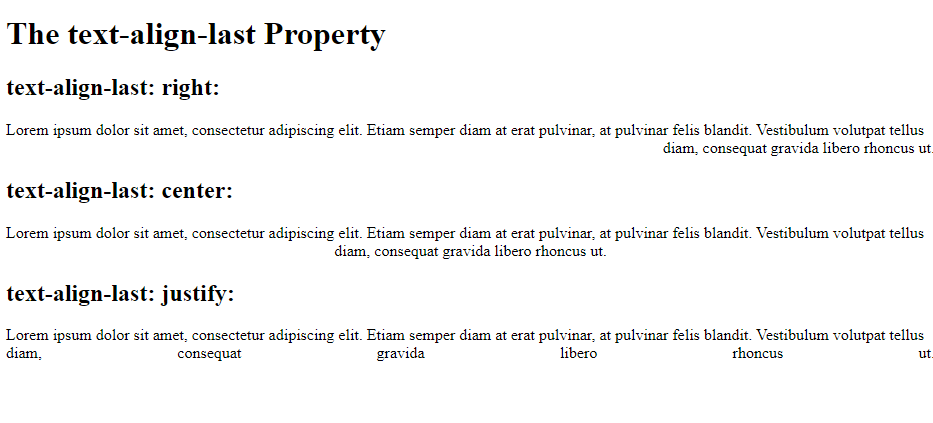 The text-align-last Property
text-align-last: right:
Lorem ipsum dolor sit amet, consectetur adipiscing elit. Etiam semper diam at erat pulvinar, at pulvinar felis blandit. Vestibulum volutpat tellus
diam, consequat gravida libero rhoncus ut.
text-align-last: center:
Lorem ipsum dolor sit amet, consectetur adipiscing elit. Etiam semper diam at erat pulvinar, at pulvinar felis blandit. Vestibulum volutpat tellus
diam, consequat gravida libero rhoncus ut.
text-align-last: justify:
Lorem ipsum dolor sit amet, consectetur adipiscing elit. Etiam semper diam at erat pulvinar, at pulvinar felis blandit. Vestibulum volutpat tellus
diam, consequat gravida libero rhoncus ut.